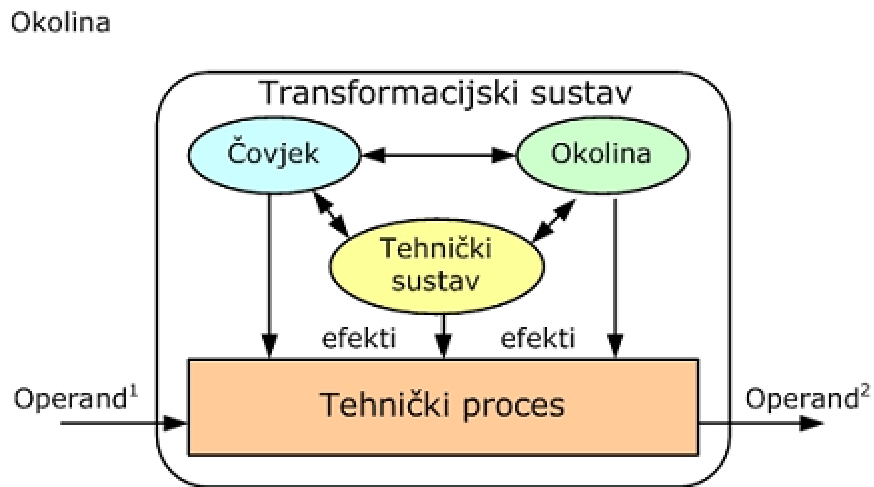 Okolina
Transformacijski sustav
Čovjek
Okolina
Tehnički
sustav
efekti
efekti
Operand¹
Tehnički proces
Operand²